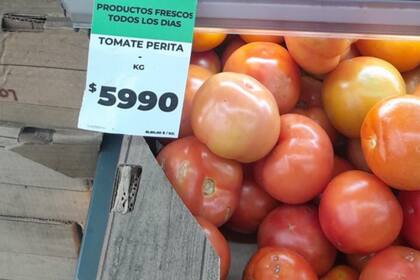 PRODUCTOS FRESCOS
TODOS LOS DIAS
TOMATE PERITA
-
KG
$5990